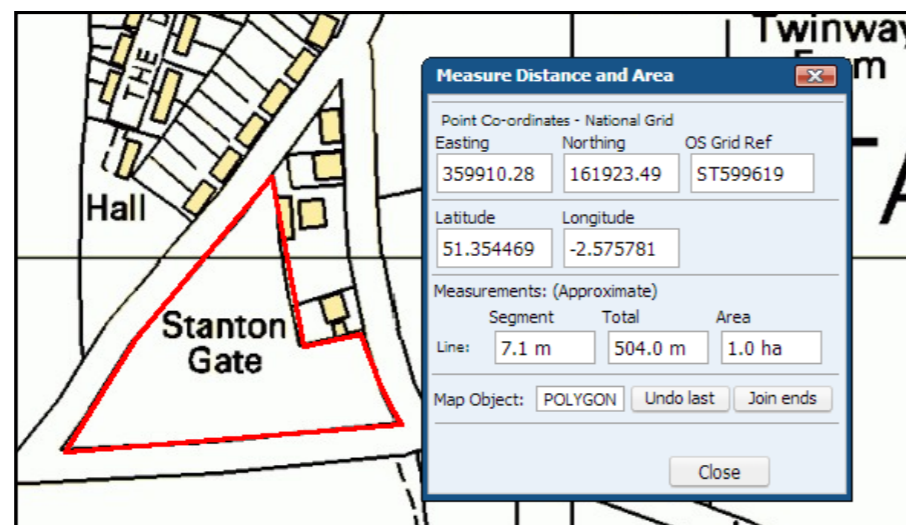 THE
Hall
Stanton
Gate
Twinway
m
A
Measure Distance and Area
Point Co-ordinates - National Grid
Easting Northing OS Grid Ref
359910.28 161923.49 ST599619
Latitude Longitude
51.354469 -2.575781
Measurements: (Approximate)
Segment Total Area
Line: 7.1 m 504.0 m 1.0 ha
Map Object: POLYGON Undo last Join ends
Close